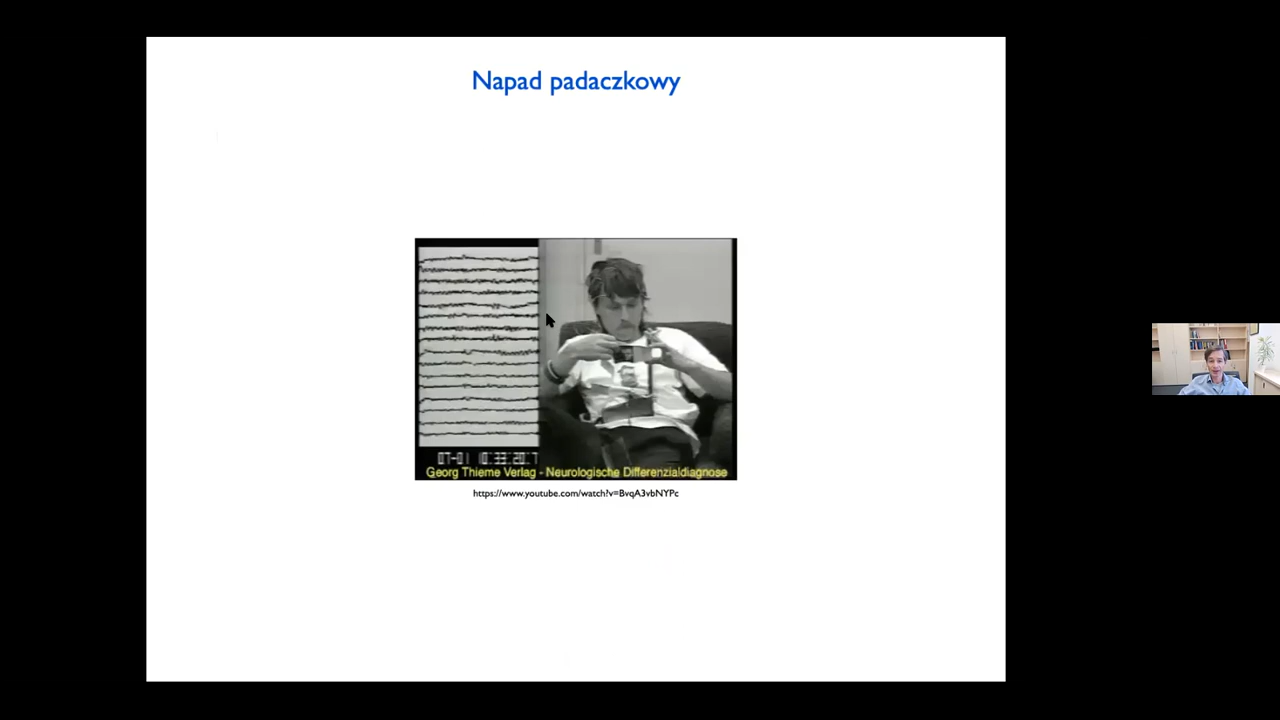 Napad padaczkowy
Georg Thieme Verlag - Neurologische Differenzialdiagnose
https://www.youtube.com/watch?v=BvqA3vbNYPc